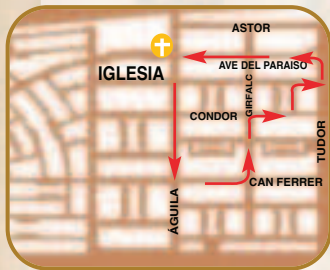 ASTOR
IGLESIA
AVE DEL PARAISO
GIRFALC
CONDOR
TUDOR
CAN FERRER
ÁGUILA